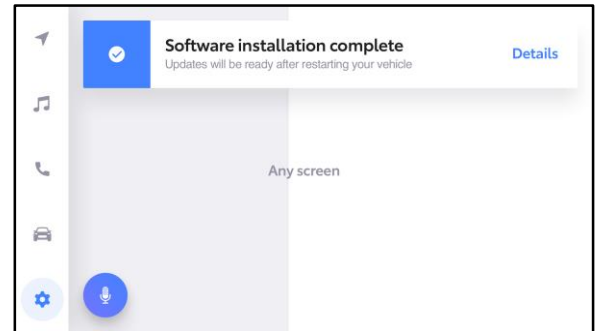 Software installation complete
Updates will be ready after restarting your vehicle
Details
Any screen